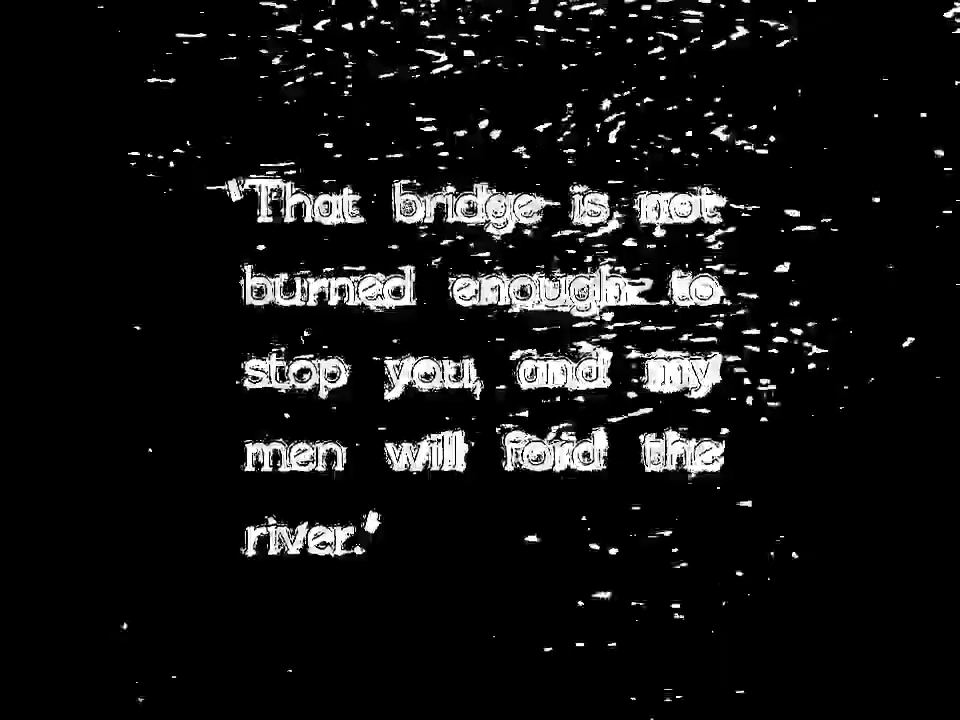 "That bridge is not
burned enough to
stop you, and my
men will ford the
river."